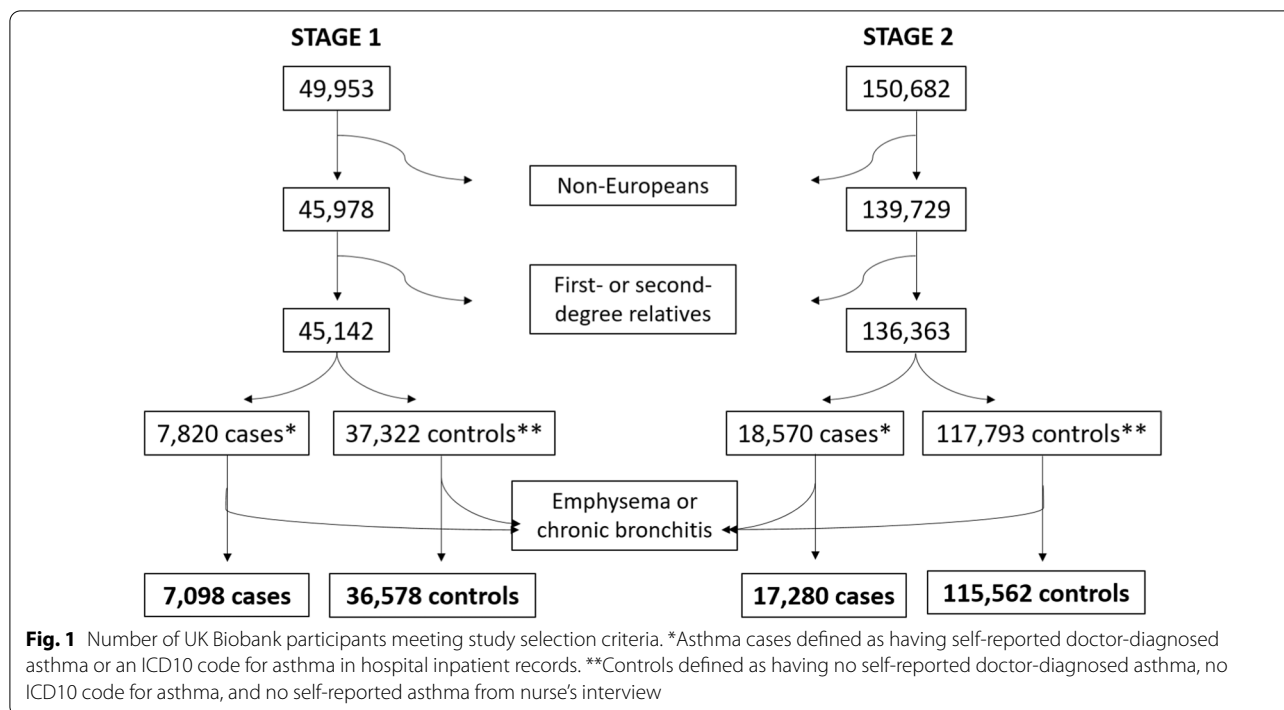 STAGE 1
STAGE 2
49,953
150,682
Non-Europeans
45,978
139,729
First- or second-
degree relatives
45,142
136,363
7,820 cases*
37,322 controls**
18,570 cases*
117,793 controls**
Emphysema or
chronic bronchitis
7,098 cases
36,578 controls
17,280 cases
115,562 controls
Fig. 1 Number of UK Biobank participants meeting study selection criteria. *Asthma cases defined as having self-reported doctor-diagnosed
asthma or an ICD10 code for asthma in hospital inpatient records. **Controls defined as having no self-reported doctor-diagnosed asthma, no
ICD10 code for asthma, and no self-reported asthma from nurse’s interview